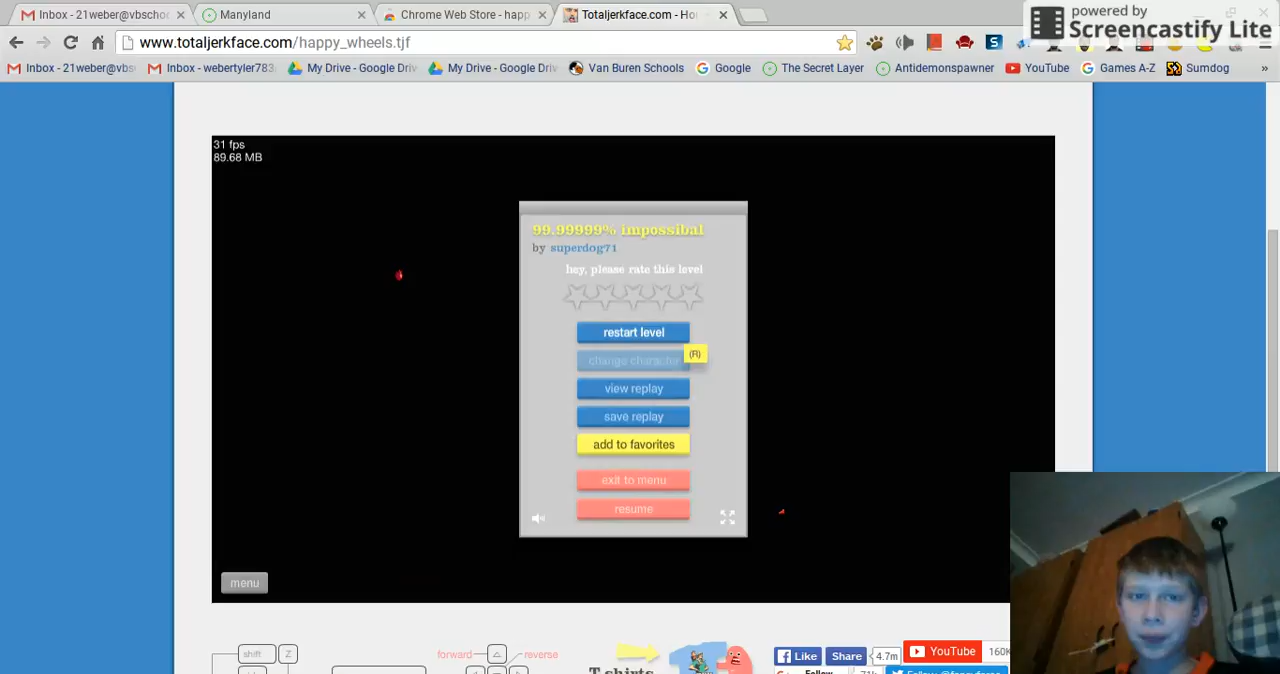 Inbox - 21weber@vbschoo
Manyland
Chrome Web Store - happ
Totaljerkface.com - Ho
powered by
Screencastify Lite
www.totaljerkface.com/happy_wheels.tjf
Inbox - 21weber@vbs
Inbox - webertyler783
My Drive - Google Driv
My Drive - Google Driv
Van Buren Schools
Google
The Secret Layer
Antidemonspawner
YouTube
Games A-Z
Sumdog
»
31 fps
89.68 MB
99.99999% impossibal
by superdog71
hey, please rate this level
restart level
(R)
change character
view replay
save replay
add to favorites
exit to menu
resume
menu
shift
Z
forward
reverse
T-shirts
Like
Share
4.7m
YouTube
160K
Follow
71k